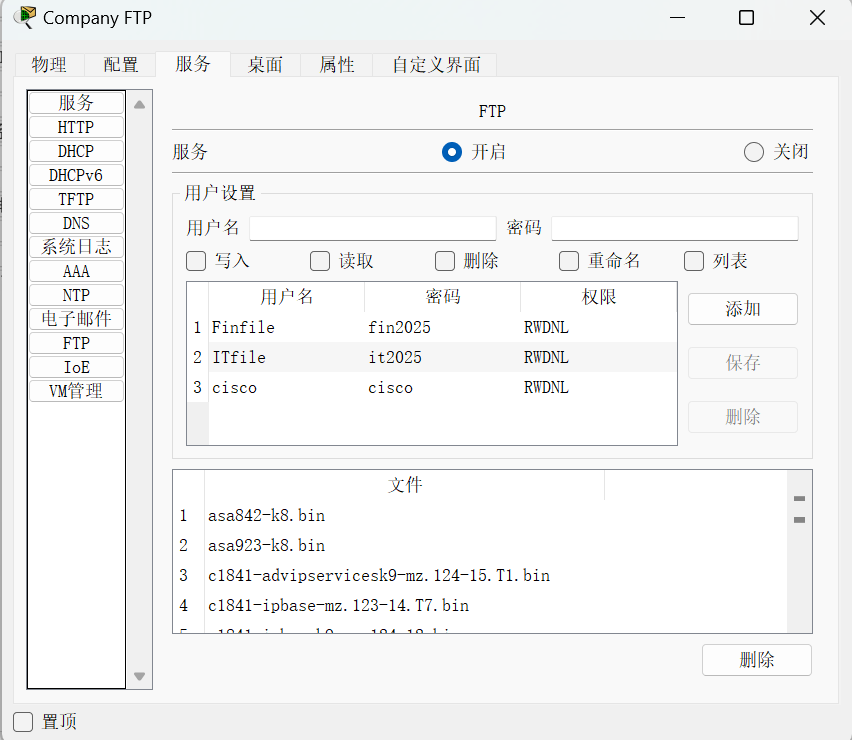 Company FTP
物理 配置 服务 桌面 属性 自定义界面
服务
HTTP
DHCP
DHCPv6
TFTP
DNS
系统日志
AAA
NTP
电子邮件
FTP
IoE
VM管理
FTP
服务 开启 关闭
用户设置
用户名 密码
写入 读取 删除 重命名 列表
用户名 密码 权限
1 Finfile fin2025 RWDNL
2 ITfile it2025 RWDNL
3 cisco cisco RWDNL
添加
保存
删除
文件
1 asa842-k8.bin
2 asa923-k8.bin
3 c1841-advipservicesk9-mz.124-15.T1.bin
4 c1841-ipbase-mz.123-14.T7.bin
删除
置顶